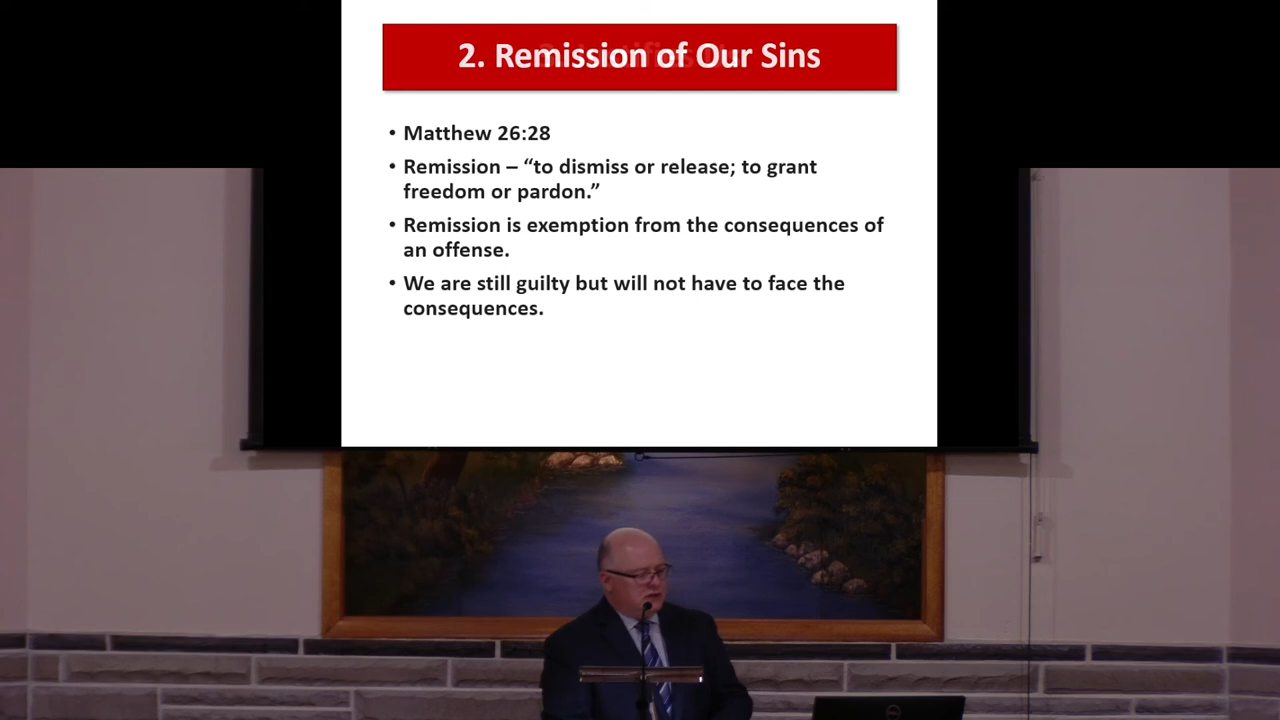 2. Remission of Our Sins
• Matthew 26:28
• Remission – “to dismiss or release; to grant
freedom or pardon.”
• Remission is exemption from the consequences of
an offense.
• We are still guilty but will not have to face the
consequences.